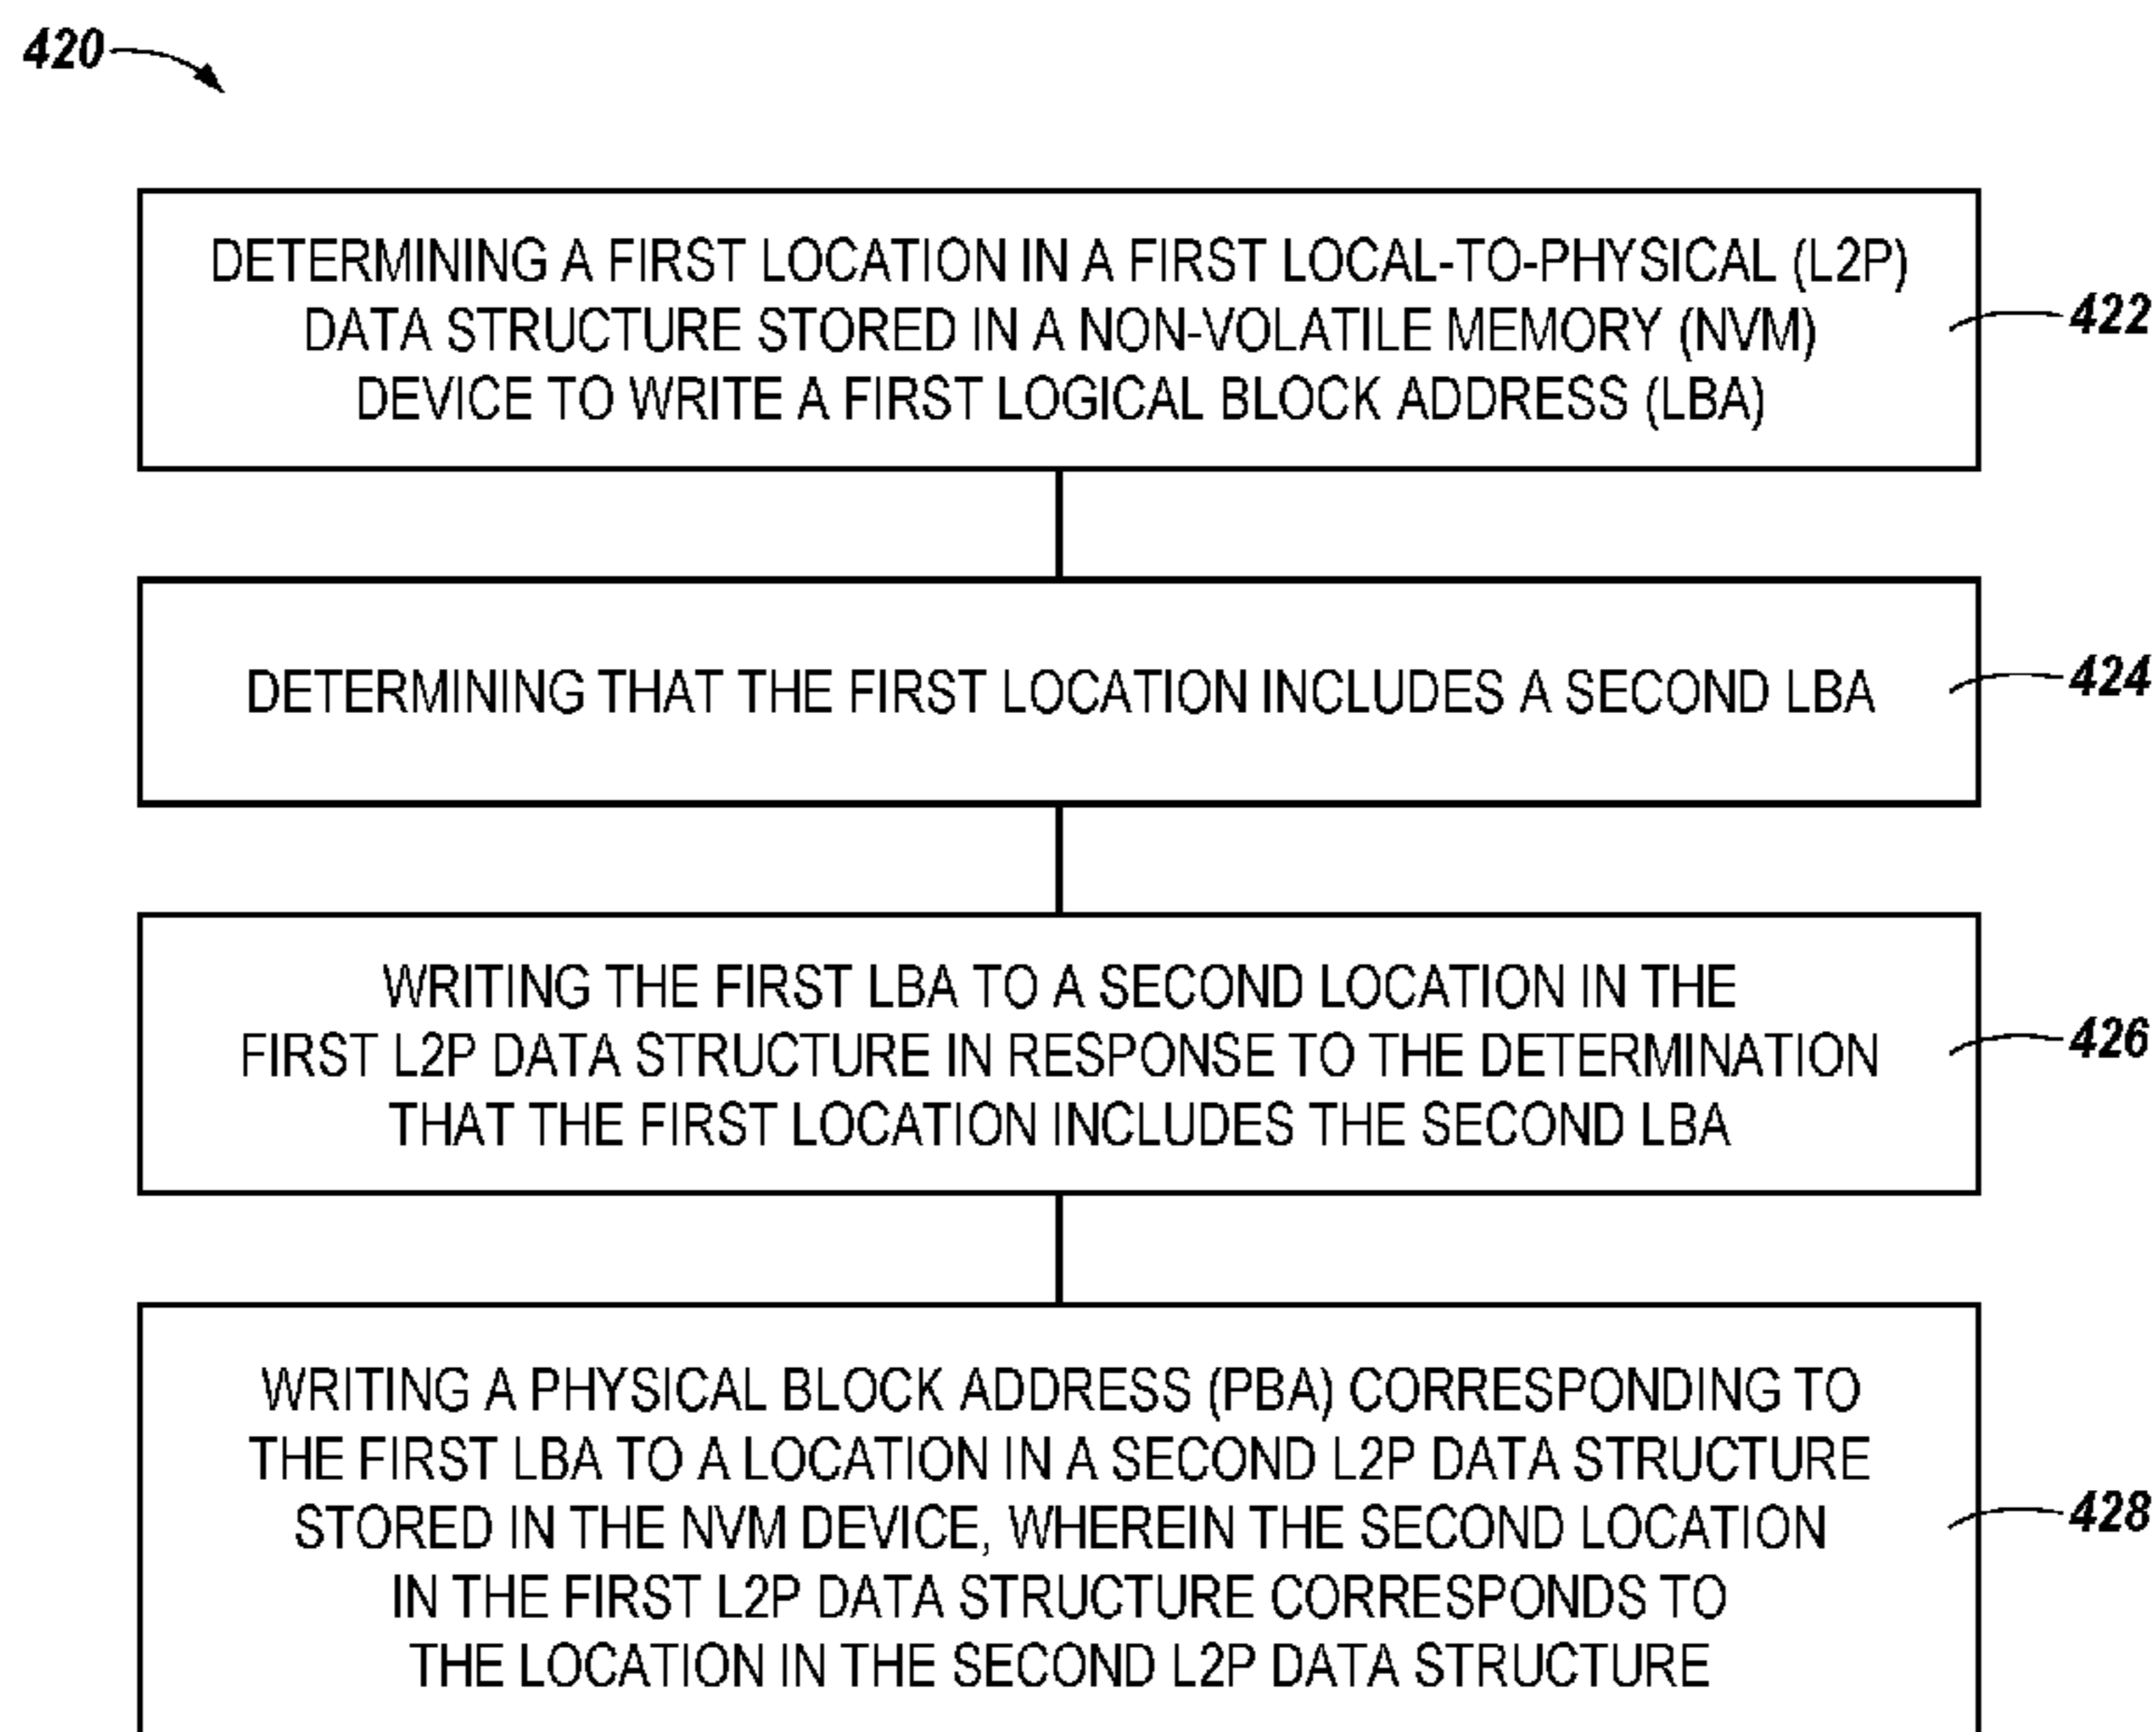 420
DETERMINING A FIRST LOCATION IN A FIRST LOCAL-TO-PHYSICAL (L2P)
DATA STRUCTURE STORED IN A NON-VOLATILE MEMORY (NVM)
DEVICE TO WRITE A FIRST LOGICAL BLOCK ADDRESS (LBA)
422
DETERMINING THAT THE FIRST LOCATION INCLUDES A SECOND LBA
424
WRITING THE FIRST LBA TO A SECOND LOCATION IN THE
FIRST L2P DATA STRUCTURE IN RESPONSE TO THE DETERMINATION
THAT THE FIRST LOCATION INCLUDES THE SECOND LBA
426
WRITING A PHYSICAL BLOCK ADDRESS (PBA) CORRESPONDING TO
THE FIRST LBA TO A LOCATION IN A SECOND L2P DATA STRUCTURE
STORED IN THE NVM DEVICE, WHEREIN THE SECOND LOCATION
IN THE FIRST L2P DATA STRUCTURE CORRESPONDS TO
THE LOCATION IN THE SECOND L2P DATA STRUCTURE
428